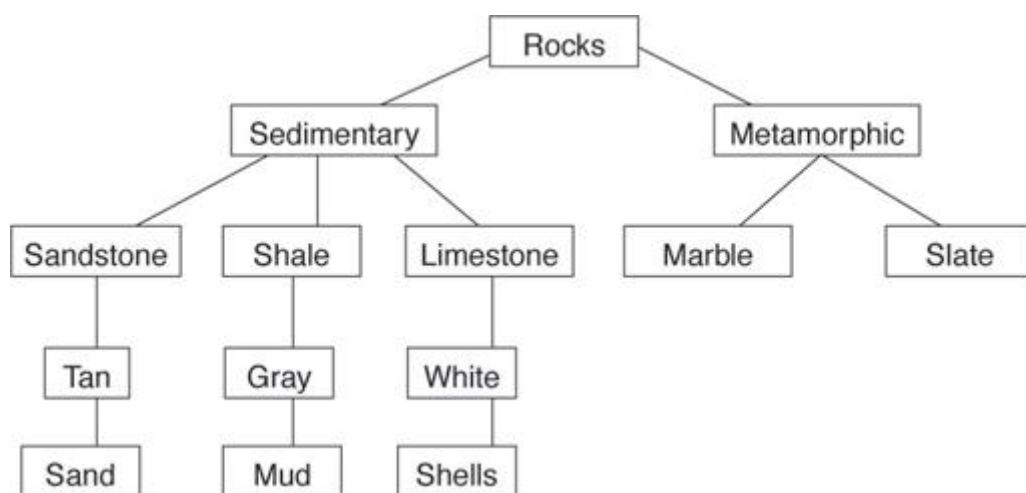 Rocks
Sedimentary Metamorphic
Sandstone Shale Limestone Marble Slate
Tan Gray White
Sand Mud Shells